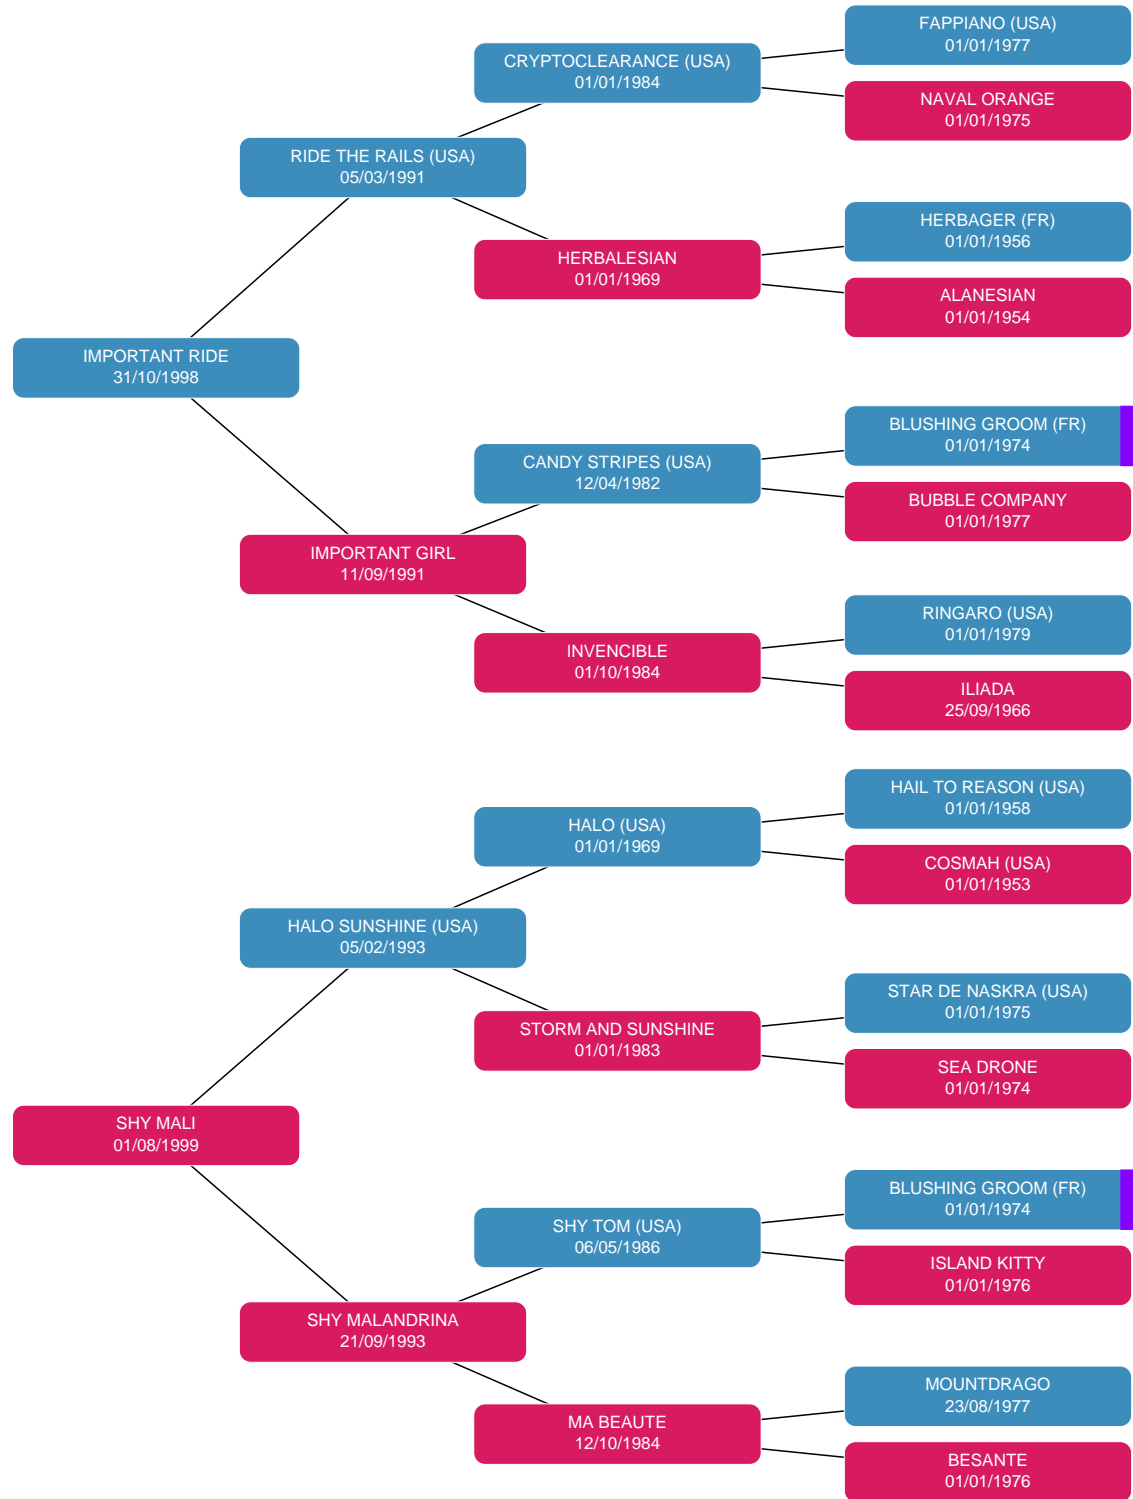 FAPPIANO (USA)
01/01/1977
CRYPTOCLEARANCE (USA)
01/01/1984
NAVAL ORANGE
01/01/1975
RIDE THE RAILS (USA)
05/03/1991
HERBAGER (FR)
01/01/1956
HERBALESIAN
01/01/1969
ALANESIAN
01/01/1954
IMPORTANT RIDE
31/10/1998
BLUSHING GROOM (FR)
01/01/1974
CANDY STRIPES (USA)
12/04/1982
BUBBLE COMPANY
01/01/1977
IMPORTANT GIRL
11/09/1991
RINGARO (USA)
01/01/1979
INVENCIBLE
01/10/1984
ILIADA
25/09/1966
HAIL TO REASON (USA)
01/01/1958
HALO (USA)
01/01/1969
COSMAH (USA)
01/01/1953
HALO SUNSHINE (USA)
05/02/1993
STAR DE NASKRA (USA)
01/01/1975
STORM AND SUNSHINE
01/01/1983
SEA DRONE
01/01/1974
SHY MALI
01/08/1999
BLUSHING GROOM (FR)
01/01/1974
SHY TOM (USA)
06/05/1986
ISLAND KITTY
01/01/1976
SHY MALANDRINA
21/09/1993
MOUNTDRAGO
23/08/1977
MA BEAUTE
12/10/1984
BESANTE
01/01/1976